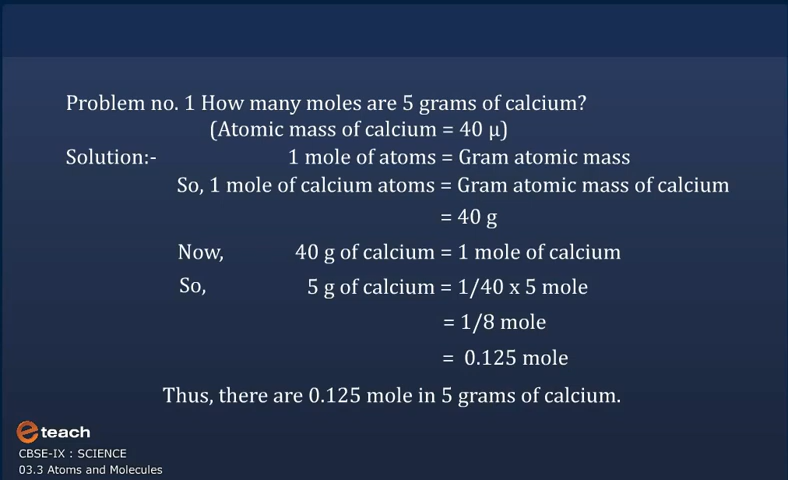 Problem no. 1 How many moles are 5 grams of calcium?
(Atomic mass of calcium = 40 μ)
Solution:- 1 mole of atoms = Gram atomic mass
So, 1 mole of calcium atoms = Gram atomic mass of calcium
= 40 g
Now, 40 g of calcium = 1 mole of calcium
So, 5 g of calcium = 1/40 x 5 mole
= 1/8 mole
= 0.125 mole
Thus, there are 0.125 mole in 5 grams of calcium.
e teach
CBSE-IX : SCIENCE
03.3 Atoms and Molecules